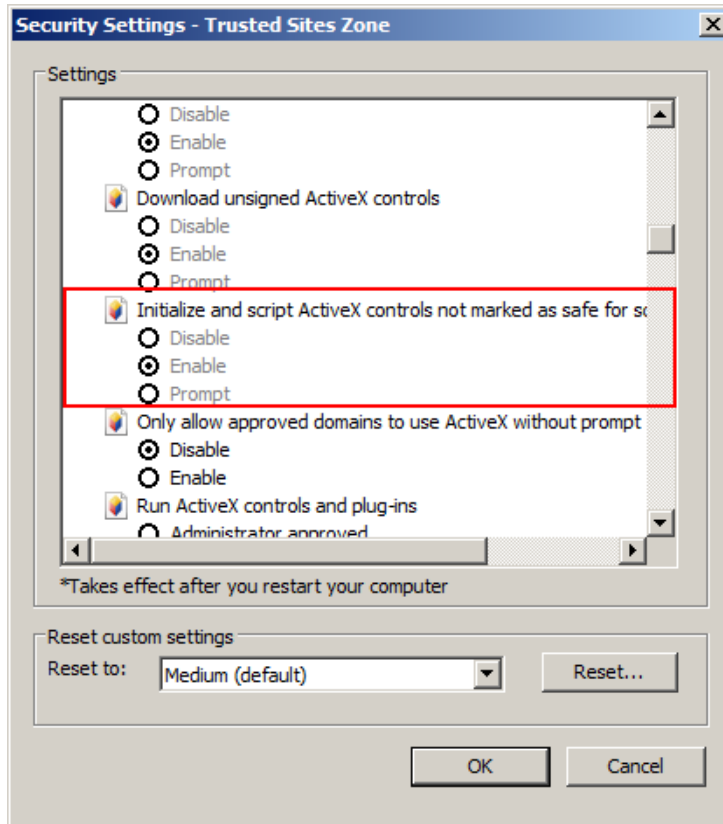 Security Settings - Trusted Sites Zone
Settings
Disable
Enable
Prompt
Download unsigned ActiveX controls
Disable
Enable
Prompt
Initialize and script ActiveX controls not marked as safe for
Disable
Enable
Prompt
Only allow approved domains to use ActiveX without prompt
Disable
Enable
Run ActiveX controls and plug-ins
Administrator approved
*Takes effect after you restart your computer
Reset custom settings
Reset to:
Medium (default)
Reset...
OK
Cancel